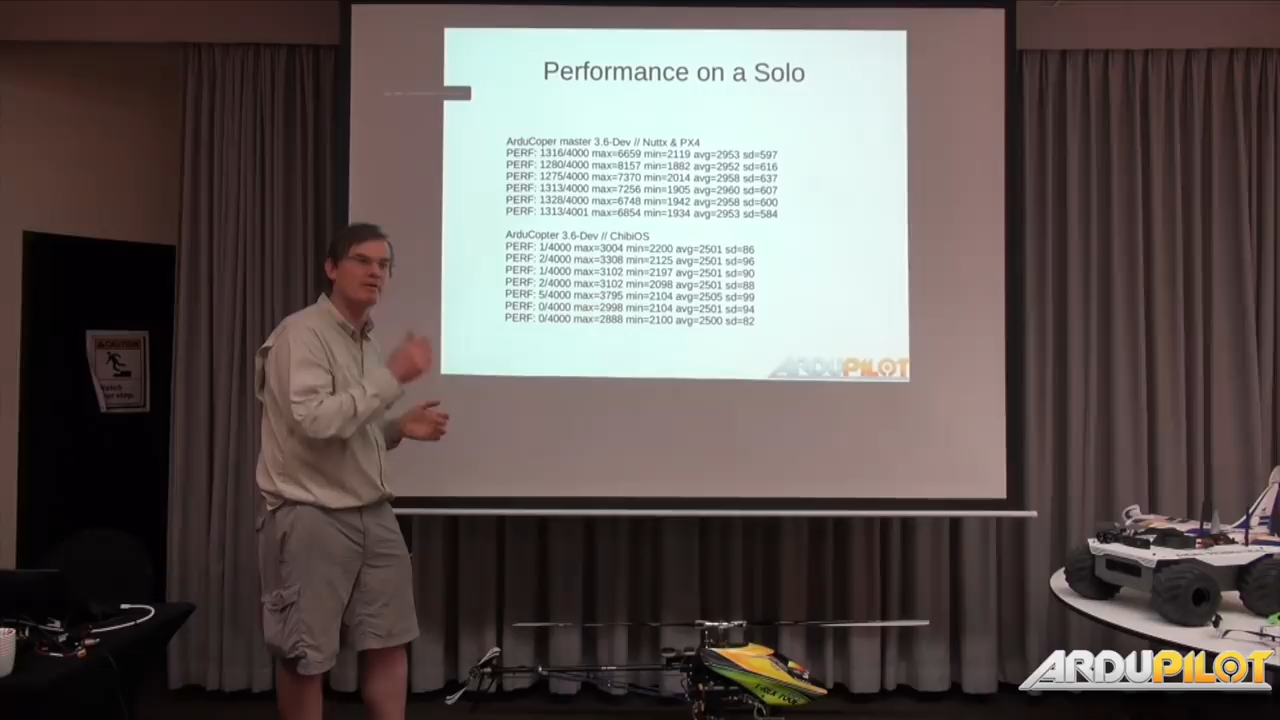 Performance on a Solo
ArduCoper master 3.6-Dev // Nuttx & PX4
PERF: 1316/4000 max=6659 min=2119 avg=2953 sd=597
PERF: 1280/4000 max=8157 min=1882 avg=2952 sd=616
PERF: 1275/4000 max=7370 min=2014 avg=2958 sd=637
PERF: 1313/4000 max=7256 min=1905 avg=2960 sd=607
PERF: 1328/4000 max=6748 min=1942 avg=2958 sd=600
PERF: 1313/4001 max=6854 min=1934 avg=2953 sd=584
ArduCopter 3.6-Dev // ChibiOS
PERF: 1/4000 max=3004 min=2200 avg=2501 sd=86
PERF: 2/4000 max=3308 min=2125 avg=2501 sd=96
PERF: 1/4000 max=3102 min=2197 avg=2501 sd=90
PERF: 2/4000 max=3102 min=2098 avg=2501 sd=88
PERF: 5/4000 max=3795 min=2104 avg=2505 sd=99
PERF: 0/4000 max=2998 min=2104 avg=2501 sd=94
PERF: 0/4000 max=2888 min=2100 avg=2500 sd=82
ARDUPILOT
CAUTION
step.
T-REX 700
ARDUPILOT